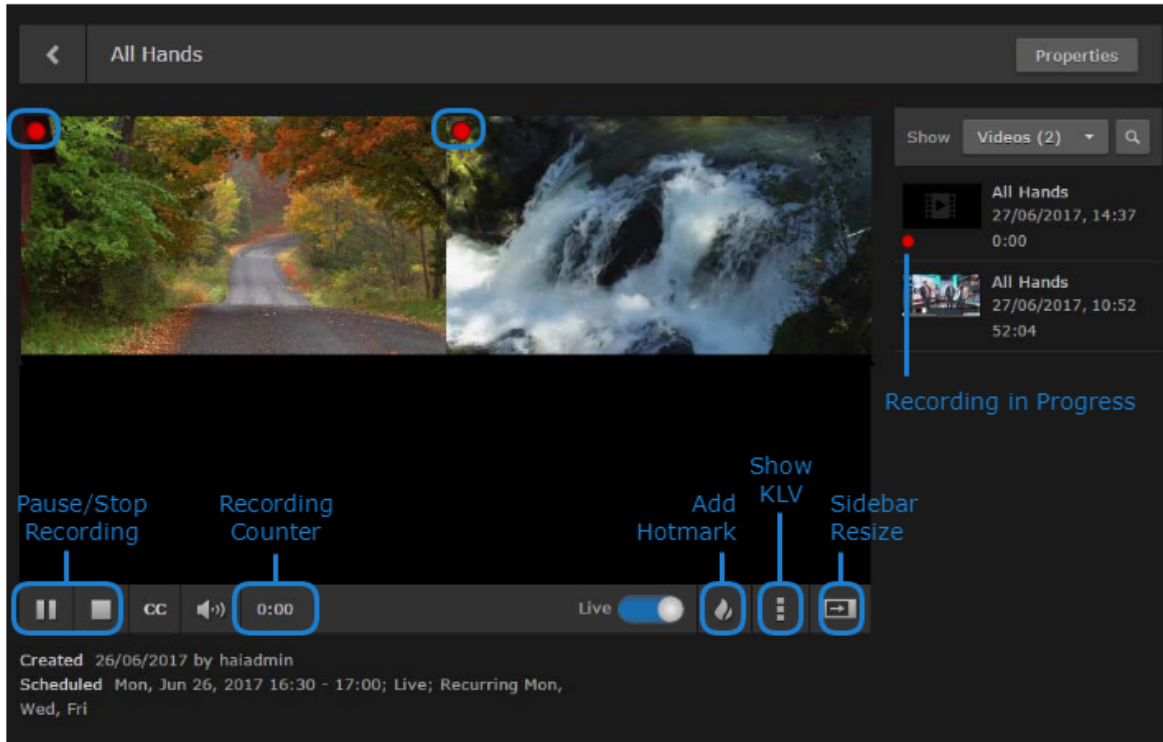 All Hands
Properties
Show Videos (2)
All Hands
27/06/2017, 14:37
0:00
All Hands
27/06/2017, 10:52
52:04
Recording in Progress
Pause/Stop
Recording
Recording
Counter
Add
Hotmark
Show
KLV
Sidebar
Resize
CC
0:00
Live
Created 26/06/2017 by haiadmin
Scheduled Mon, Jun 26, 2017 16:30 - 17:00; Live; Recurring Mon,
Wed, Fri